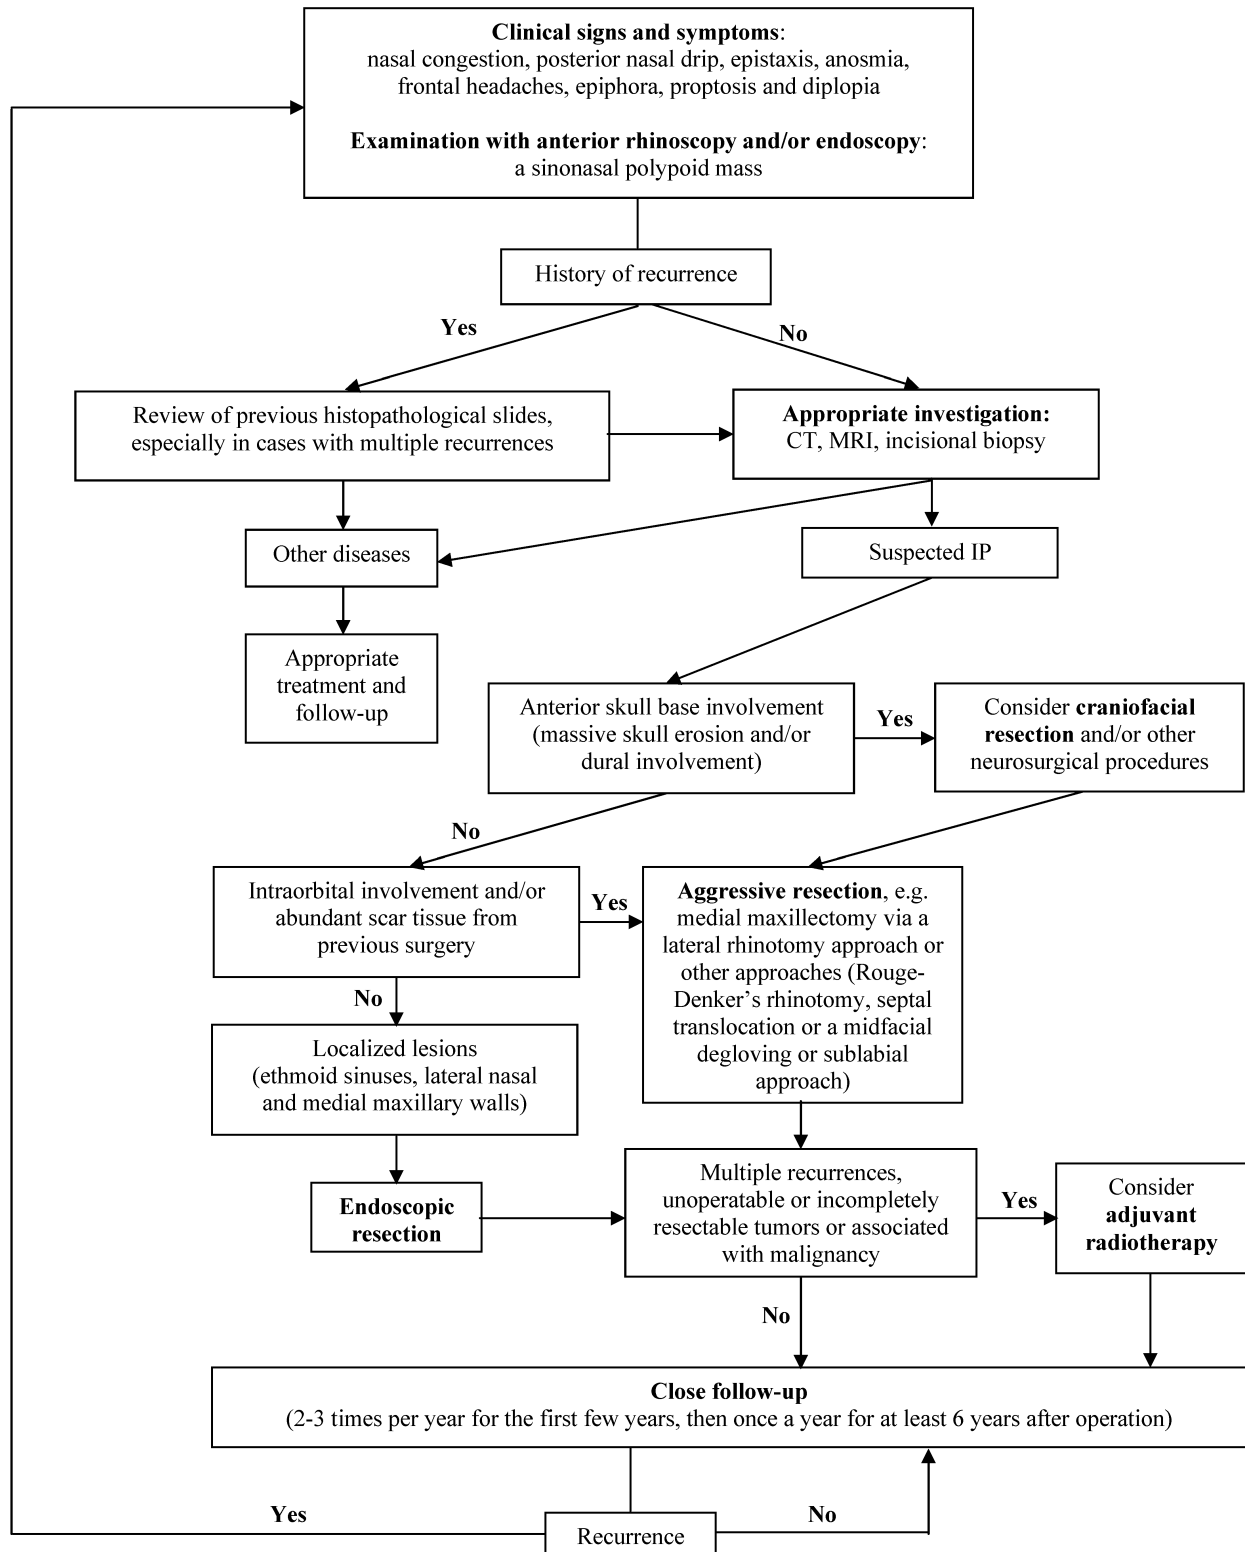 Clinical signs and symptoms:
nasal congestion, posterior nasal drip, epistaxis, anosmia,
frontal headaches, epiphora, proptosis and diplopia
Examination with anterior rhinoscopy and/or endoscopy:
a sinonasal polypoid mass
History of recurrence
Yes
No
Review of previous histopathological slides,
especially in cases with multiple recurrences
Appropriate investigation:
CT, MRI, incisional biopsy
Other diseases
Suspected IP
Appropriate
treatment and
follow-up
Anterior skull base involvement
(massive skull erosion and/or
dural involvement)
Yes
Consider craniofacial
resection and/or other
neurosurgical procedures
No
Intraorbital involvement and/or
abundant scar tissue from
previous surgery
Yes
Aggressive resection, e.g.
medial maxillectomy via a
lateral rhinotomy approach or
other approaches (Rouge-
Denker’s rhinotomy, septal
translocation or a midfacial
degloving or sublabial
approach)
No
Localized lesions
(ethmoid sinuses, lateral nasal
and medial maxillary walls)
Endoscopic
resection
Multiple recurrences,
unoperatable or incompletely
resectable tumors or associated
with malignancy
Yes
Consider
adjuvant
radiotherapy
No
Close follow-up
(2-3 times per year for the first few years, then once a year for at least 6 years after operation)
Yes
Recurrence
No